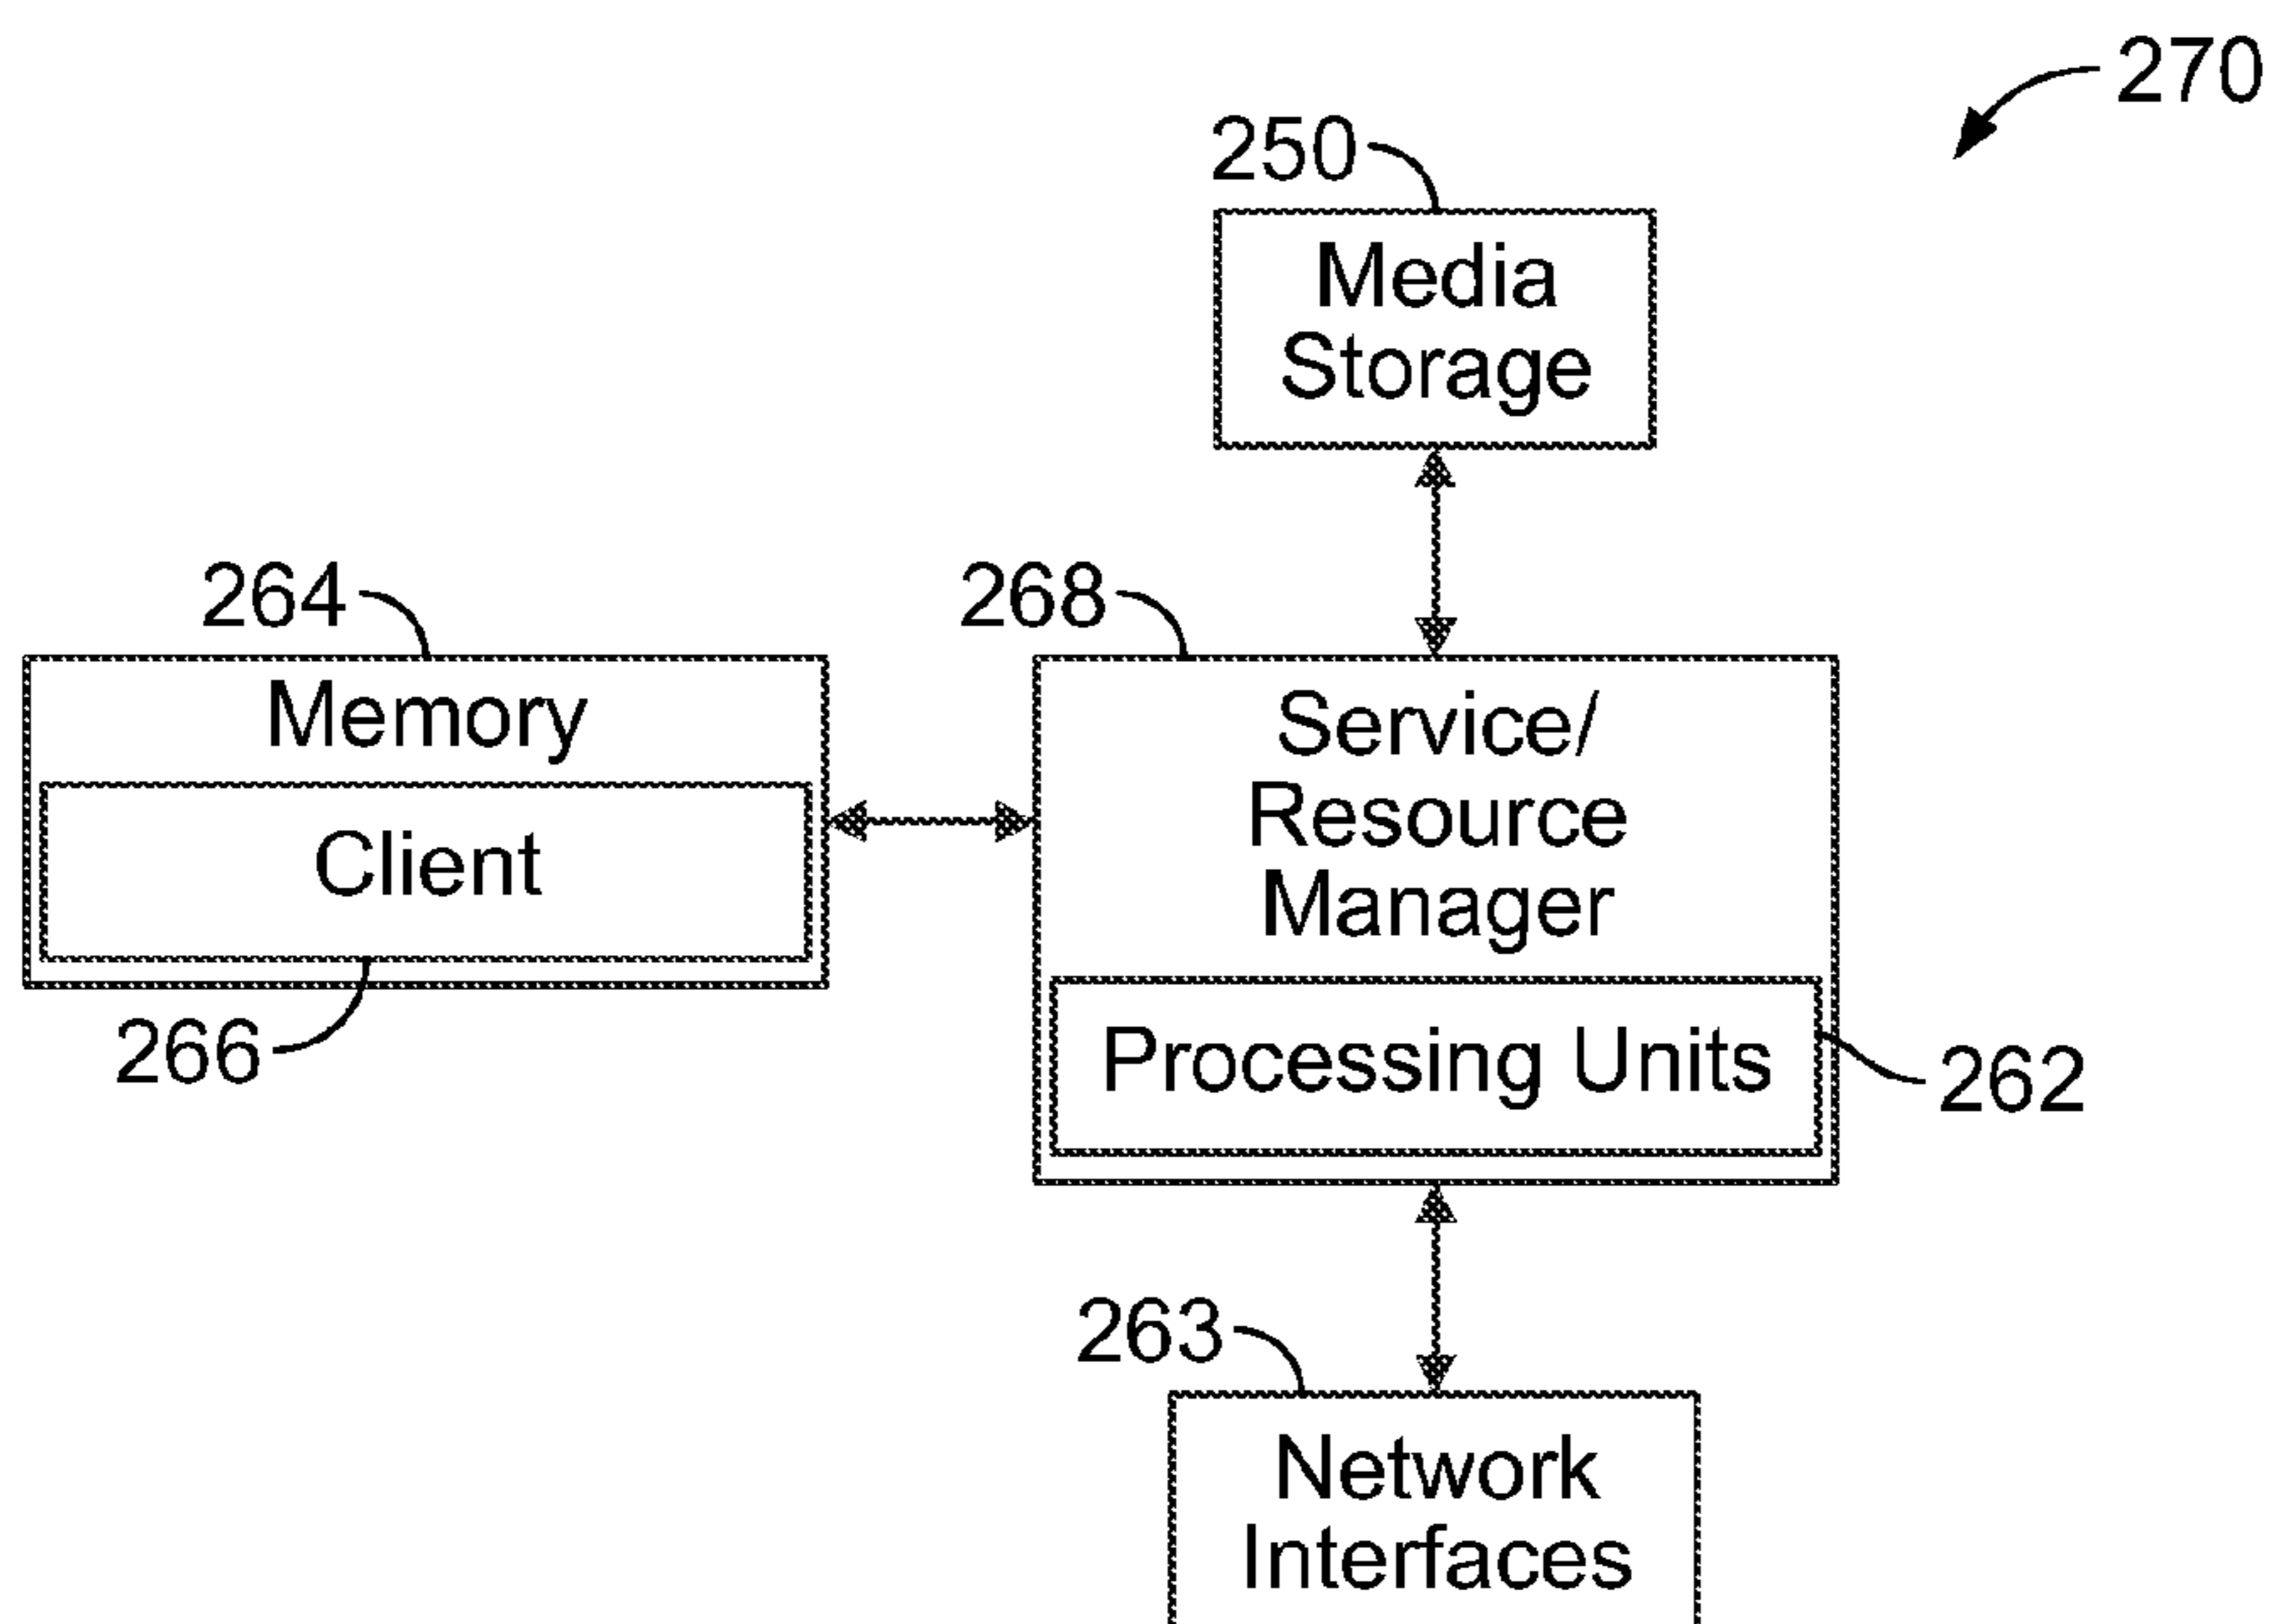 270
250
Media
Storage
264
268
Memory
Client
266
Service/
Resource
Manager
Processing Units
262
263
Network
Interfaces